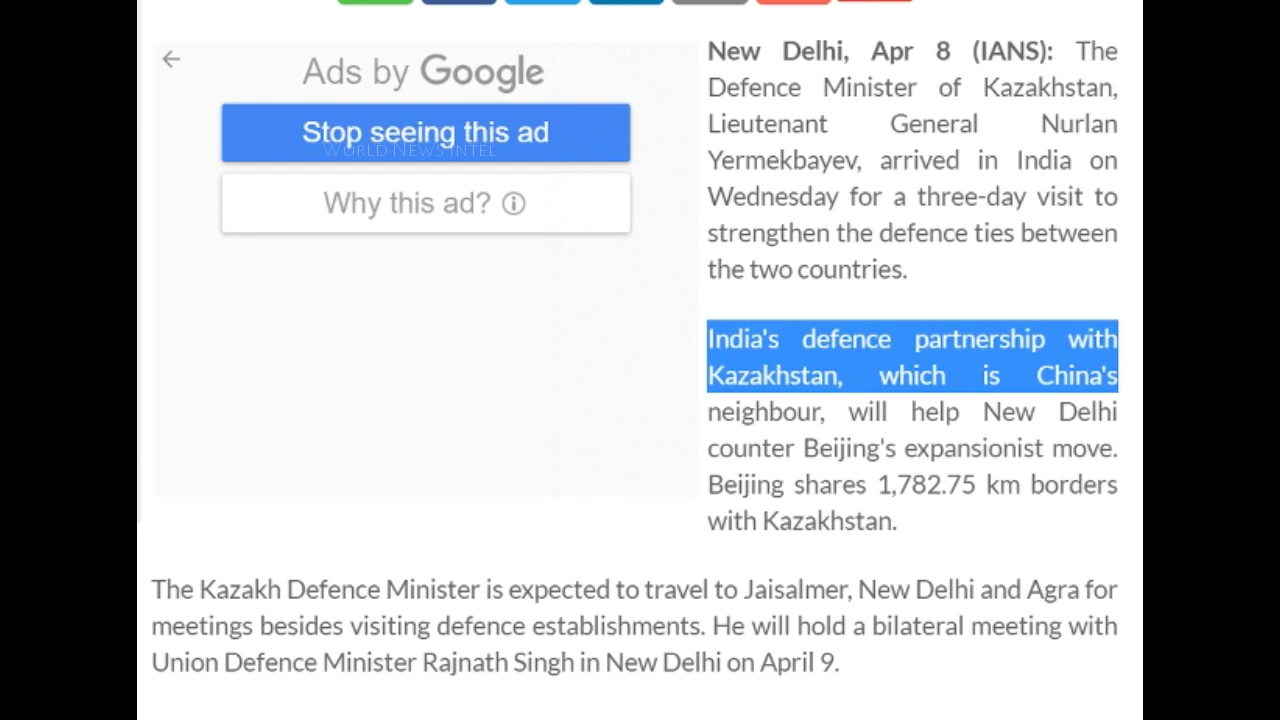 Ads by Google
Stop seeing this ad
WORLD NEWS INTEL
Why this ad?
New Delhi, Apr 8 (IANS): The
Defence Minister of Kazakhstan,
Lieutenant General Nurlan
Yermekbayev, arrived in India on
Wednesday for a three-day visit to
strengthen the defence ties between
the two countries.
India's defence partnership with
Kazakhstan, which is China's
neighbour, will help New Delhi
counter Beijing's expansionist move.
Beijing shares 1,782.75 km borders
with Kazakhstan.
The Kazakh Defence Minister is expected to travel to Jaisalmer, New Delhi and Agra for
meetings besides visiting defence establishments. He will hold a bilateral meeting with
Union Defence Minister Rajnath Singh in New Delhi on April 9.